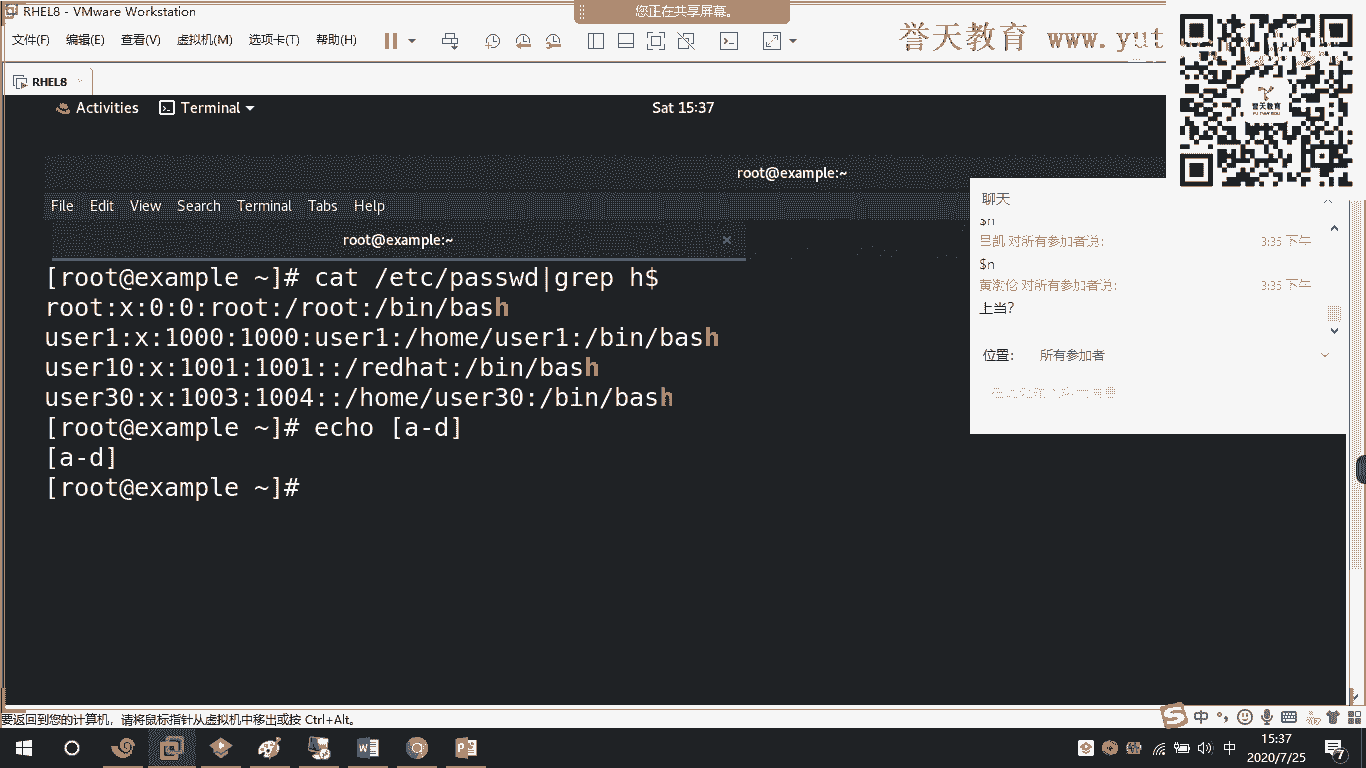 RHEL8 - VMware Workstation
您正在共享屏幕。
文件(F) 编辑(E) 查看(V) 虚拟机(M) 选项卡(T) 帮助(H)
誉天教育 www.yut
誉天教育
RHEL8
Activities Terminal Sat 15:37
root@example:~
File Edit View Search Terminal Tabs Help
root@example:~
[root@example ~]# cat /etc/passwd|grep h$
root:x:0:0:root:/root:/bin/bash
user1:x:1000:1000:user1:/home/user1:/bin/bash
user10:x:1001:1001::/redhat:/bin/bash
user30:x:1003:1004::/home/user30:/bin/bash
[root@example ~]# echo [a-d]
[a-d]
[root@example ~]#
聊天
$n
对所有参加者说: 3:35 下午
$n
对所有参加者说: 3:35 下午
上当?
位置: 所有参加者
要返回到您的计算机，请将鼠标指针从虚拟机中移出或按 Ctrl+Alt。
中
中 15:37
2020/7/25
7